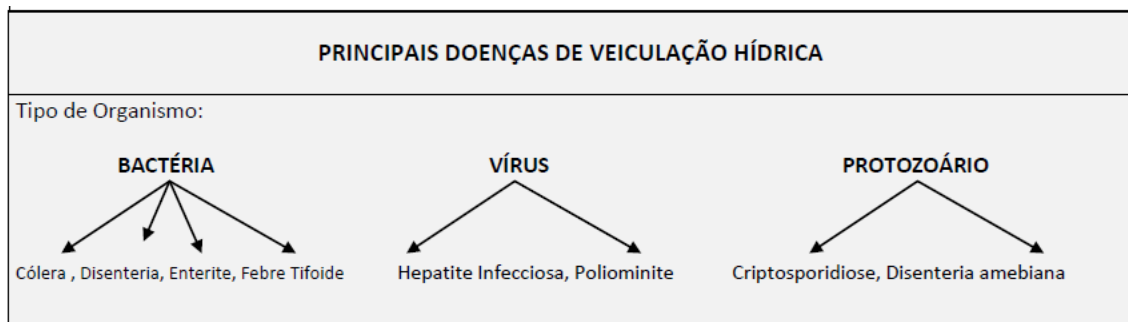 PRINCIPAIS DOENÇAS DE VEICULAÇÃO HÍDRICA
Tipo de Organismo:
BACTÉRIA VÍRUS PROTOZOÁRIO
Cólera , Disenteria, Enterite, Febre Tifoide Hepatite Infecciosa, Poliominite Criptosporidiose, Disenteria amebiana